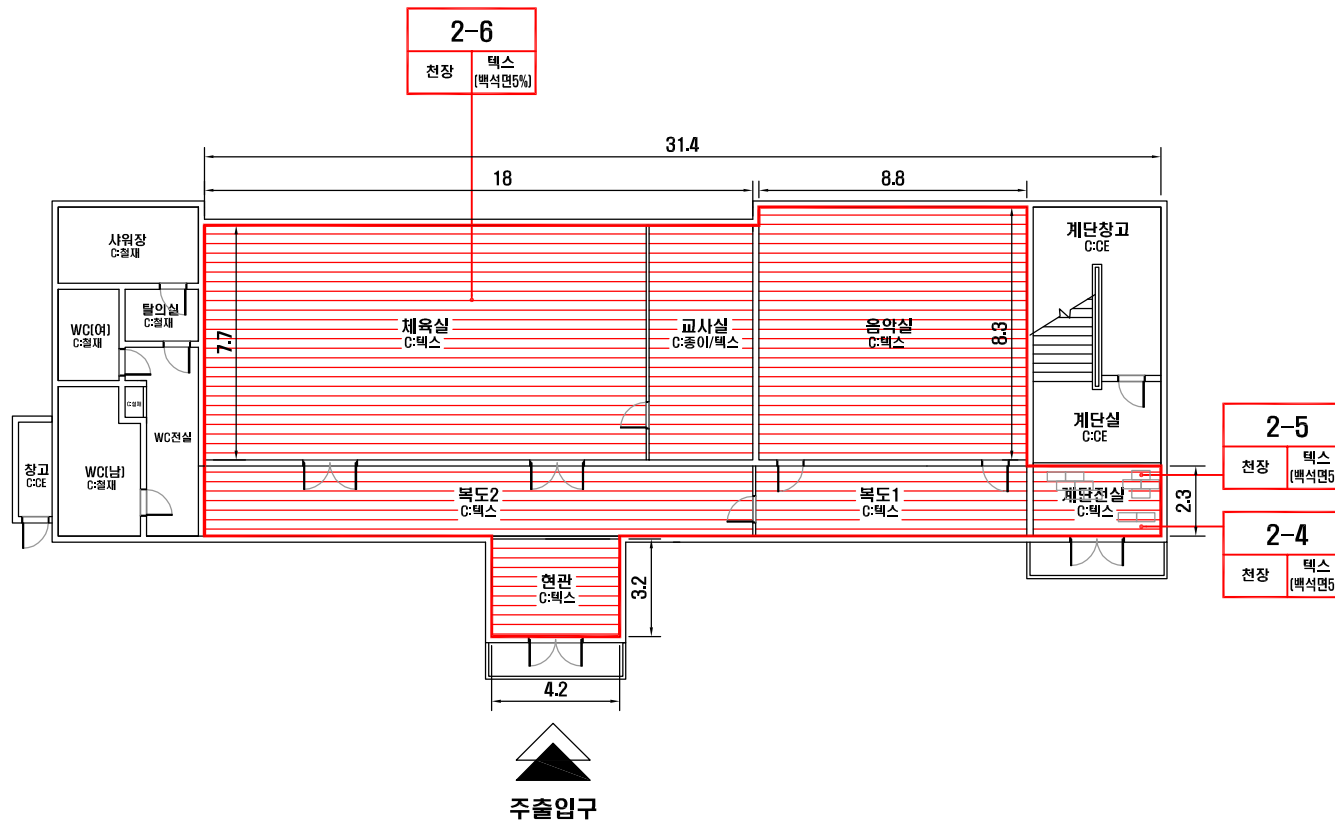 2-6
천장
텍스
(백석면5%)
31.4
18
8.8
샤워장
C:철재
탈의실
C:철재
WC(여)
C:철재
WC전실
WC(남)
C:철재
창고
C:CE
7.7
체육실
C:텍스
교사실
C:종이/텍스
음악실
C:텍스
8.3
계단창고
C:CE
계단실
C:CE
2-5
천장
텍스
(백석면5
복도2
C:텍스
복도1
C:텍스
계단전실
C:텍스
2.3
2-4
천장
텍스
(백석면5
현관
C:텍스
3.2
4.2
주출입구